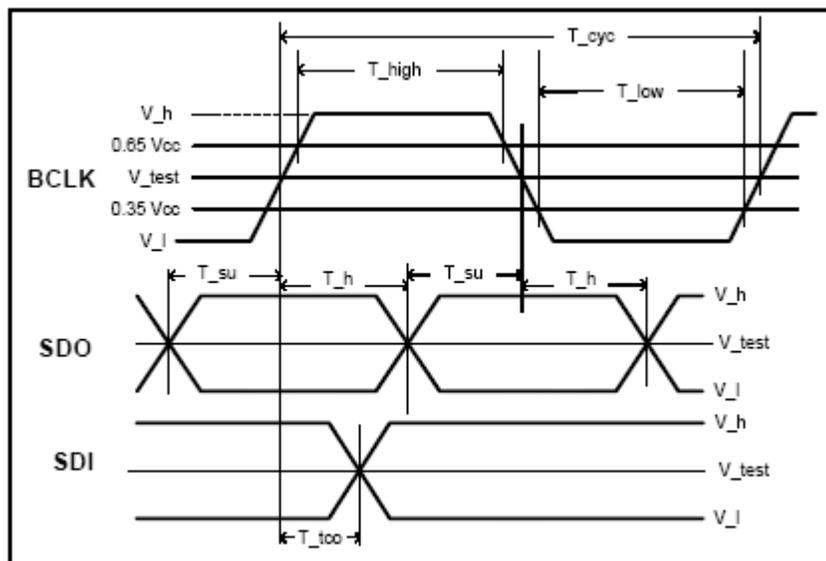 T_cyc
T_high
T_low
V_h
0.65 Vcc
BCLK
V_test
0.35 Vcc
V_l
T_su
T_h
T_su
T_h
V_h
SDO
V_test
V_l
V_h
SDI
V_test
V_l
T_tco